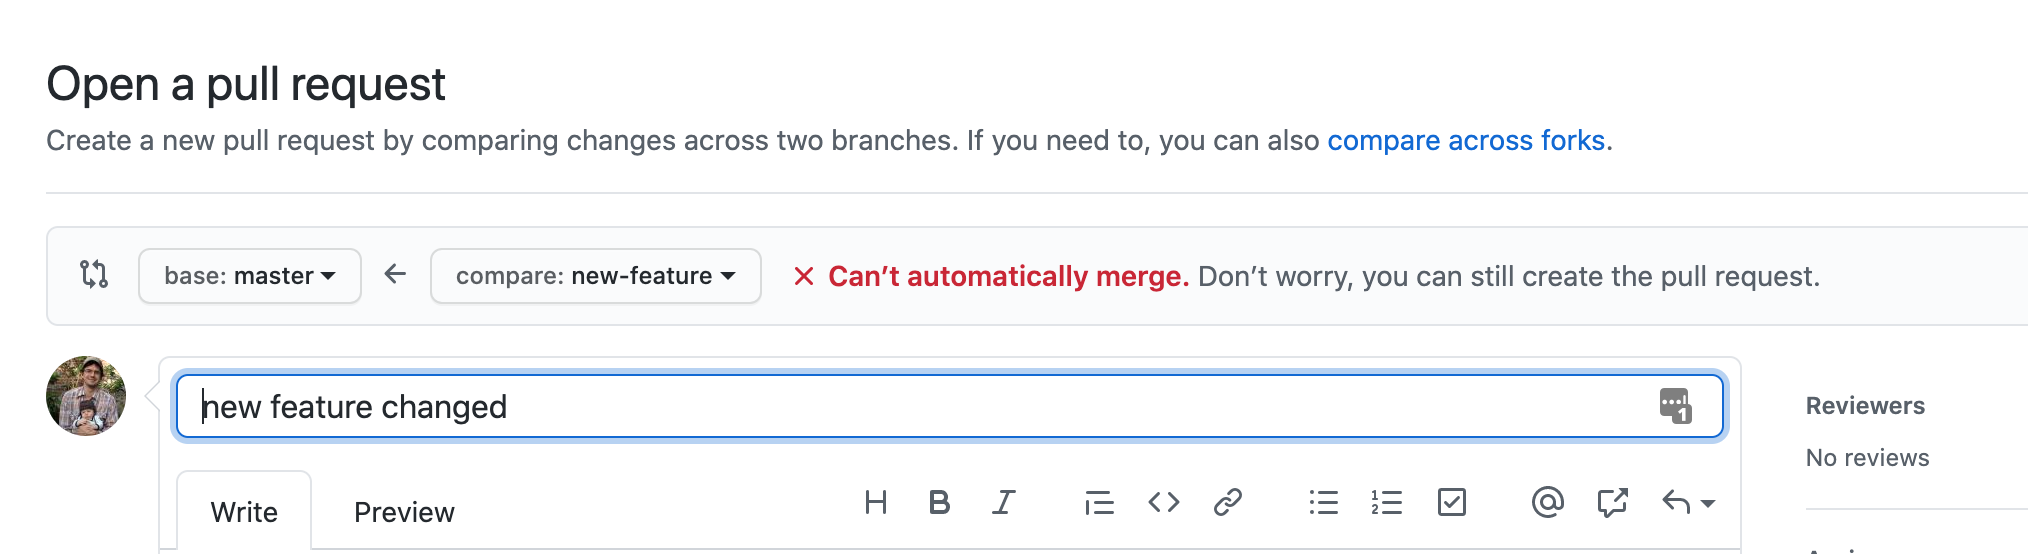 Open a pull request
Create a new pull request by comparing changes across two branches. If you need to, you can also compare across forks.
base: master
compare: new-feature
Can’t automatically merge. Don’t worry, you can still create the pull request.
new feature changed
1
Reviewers
No reviews
Write
Preview